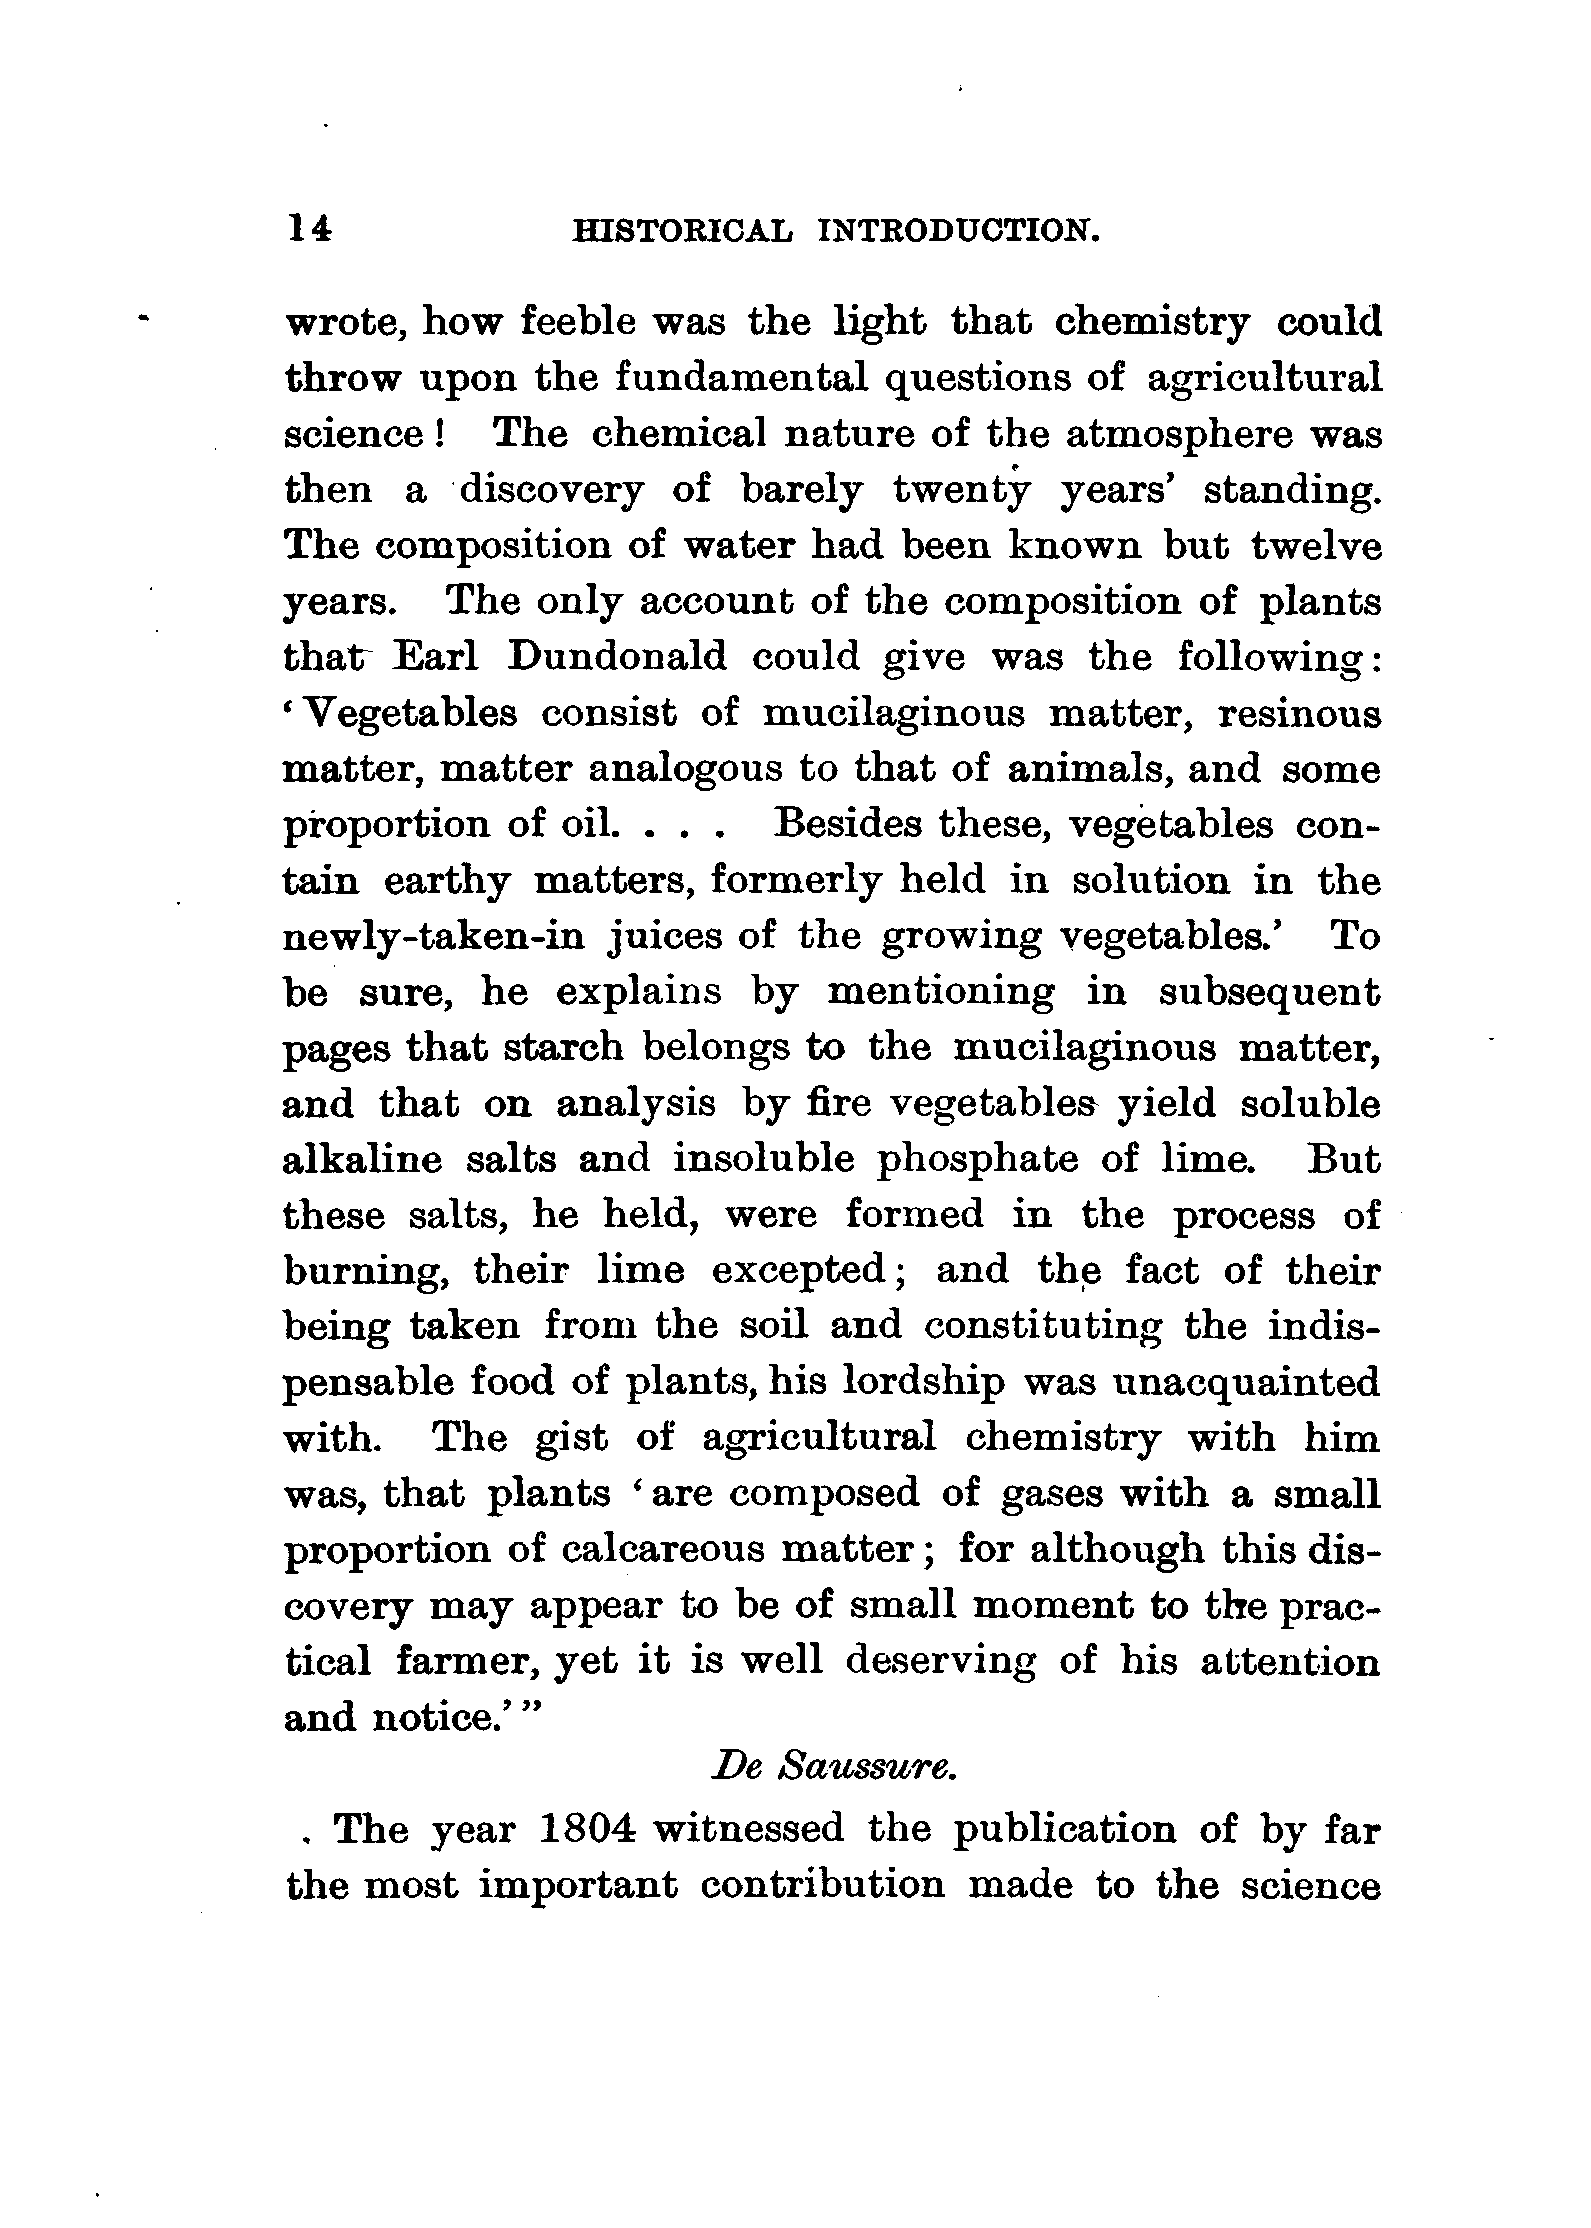 14 HISTORICAL INTRODUCTION.
wrote, how feeble was the light that chemistry could
throw upon the fundamental questions of agricultural
science! The chemical nature of the atmosphere was
then a discovery of barely twenty years' standing.
The composition of water had been known but twelve
years. The only account of the composition of plants
that Earl Dundonald could give was the following:
'Vegetables consist of mucilaginous matter, resinous
matter, matter analogous to that of animals, and some
proportion of oil. . . . Besides these, vegetables con-
tain earthy matters, formerly held in solution in the
newly-taken-in juices of the growing vegetables.' To
be sure, he explains by mentioning in subsequent
pages that starch belongs to the mucilaginous matter,
and that on analysis by fire vegetables yield soluble
alkaline salts and insoluble phosphate of lime. But
these salts, he held, were formed in the process of
burning, their lime excepted; and the fact of their
being taken from the soil and constituting the indis-
pensable food of plants, his lordship was unacquainted
with. The gist of agricultural chemistry with him
was, that plants 'are composed of gases with a small
proportion of calcareous matter; for although this dis-
covery may appear to be of small moment to the prac-
tical farmer, yet it is well deserving of his attention
and notice.'"
De Saussure.
The year 1804 witnessed the publication of by far
the most important contribution made to the science